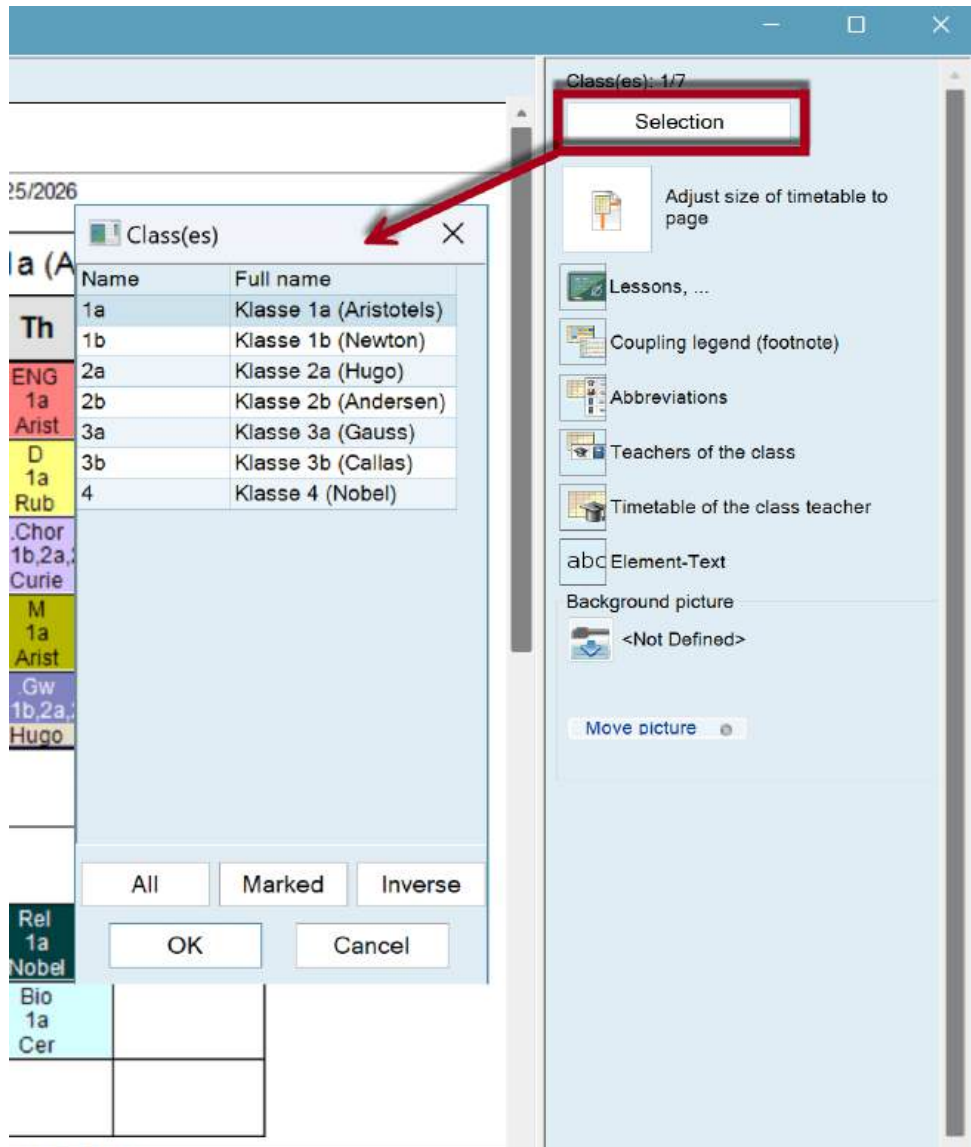 25/2026
1a (A
Th
ENG
1a
Arist
D
1a
Rub
.Chor
1b,2a,
Curie
M
1a
Arist
.Gw
1b,2a,
Hugo
Rel
1a
Nobel
Bio
1a
Cer
Class(es)
Name Full name
1a Klasse 1a (Aristotels)
1b Klasse 1b (Newton)
2a Klasse 2a (Hugo)
2b Klasse 2b (Andersen)
3a Klasse 3a (Gauss)
3b Klasse 3b (Callas)
4 Klasse 4 (Nobel)
All Marked Inverse
OK Cancel
Class(es): 1/7
Selection
Adjust size of timetable to
page
Lessons, ...
Coupling legend (footnote)
Abbreviations
Teachers of the class
Timetable of the class teacher
abc Element-Text
Background picture
<Not Defined>
Move picture